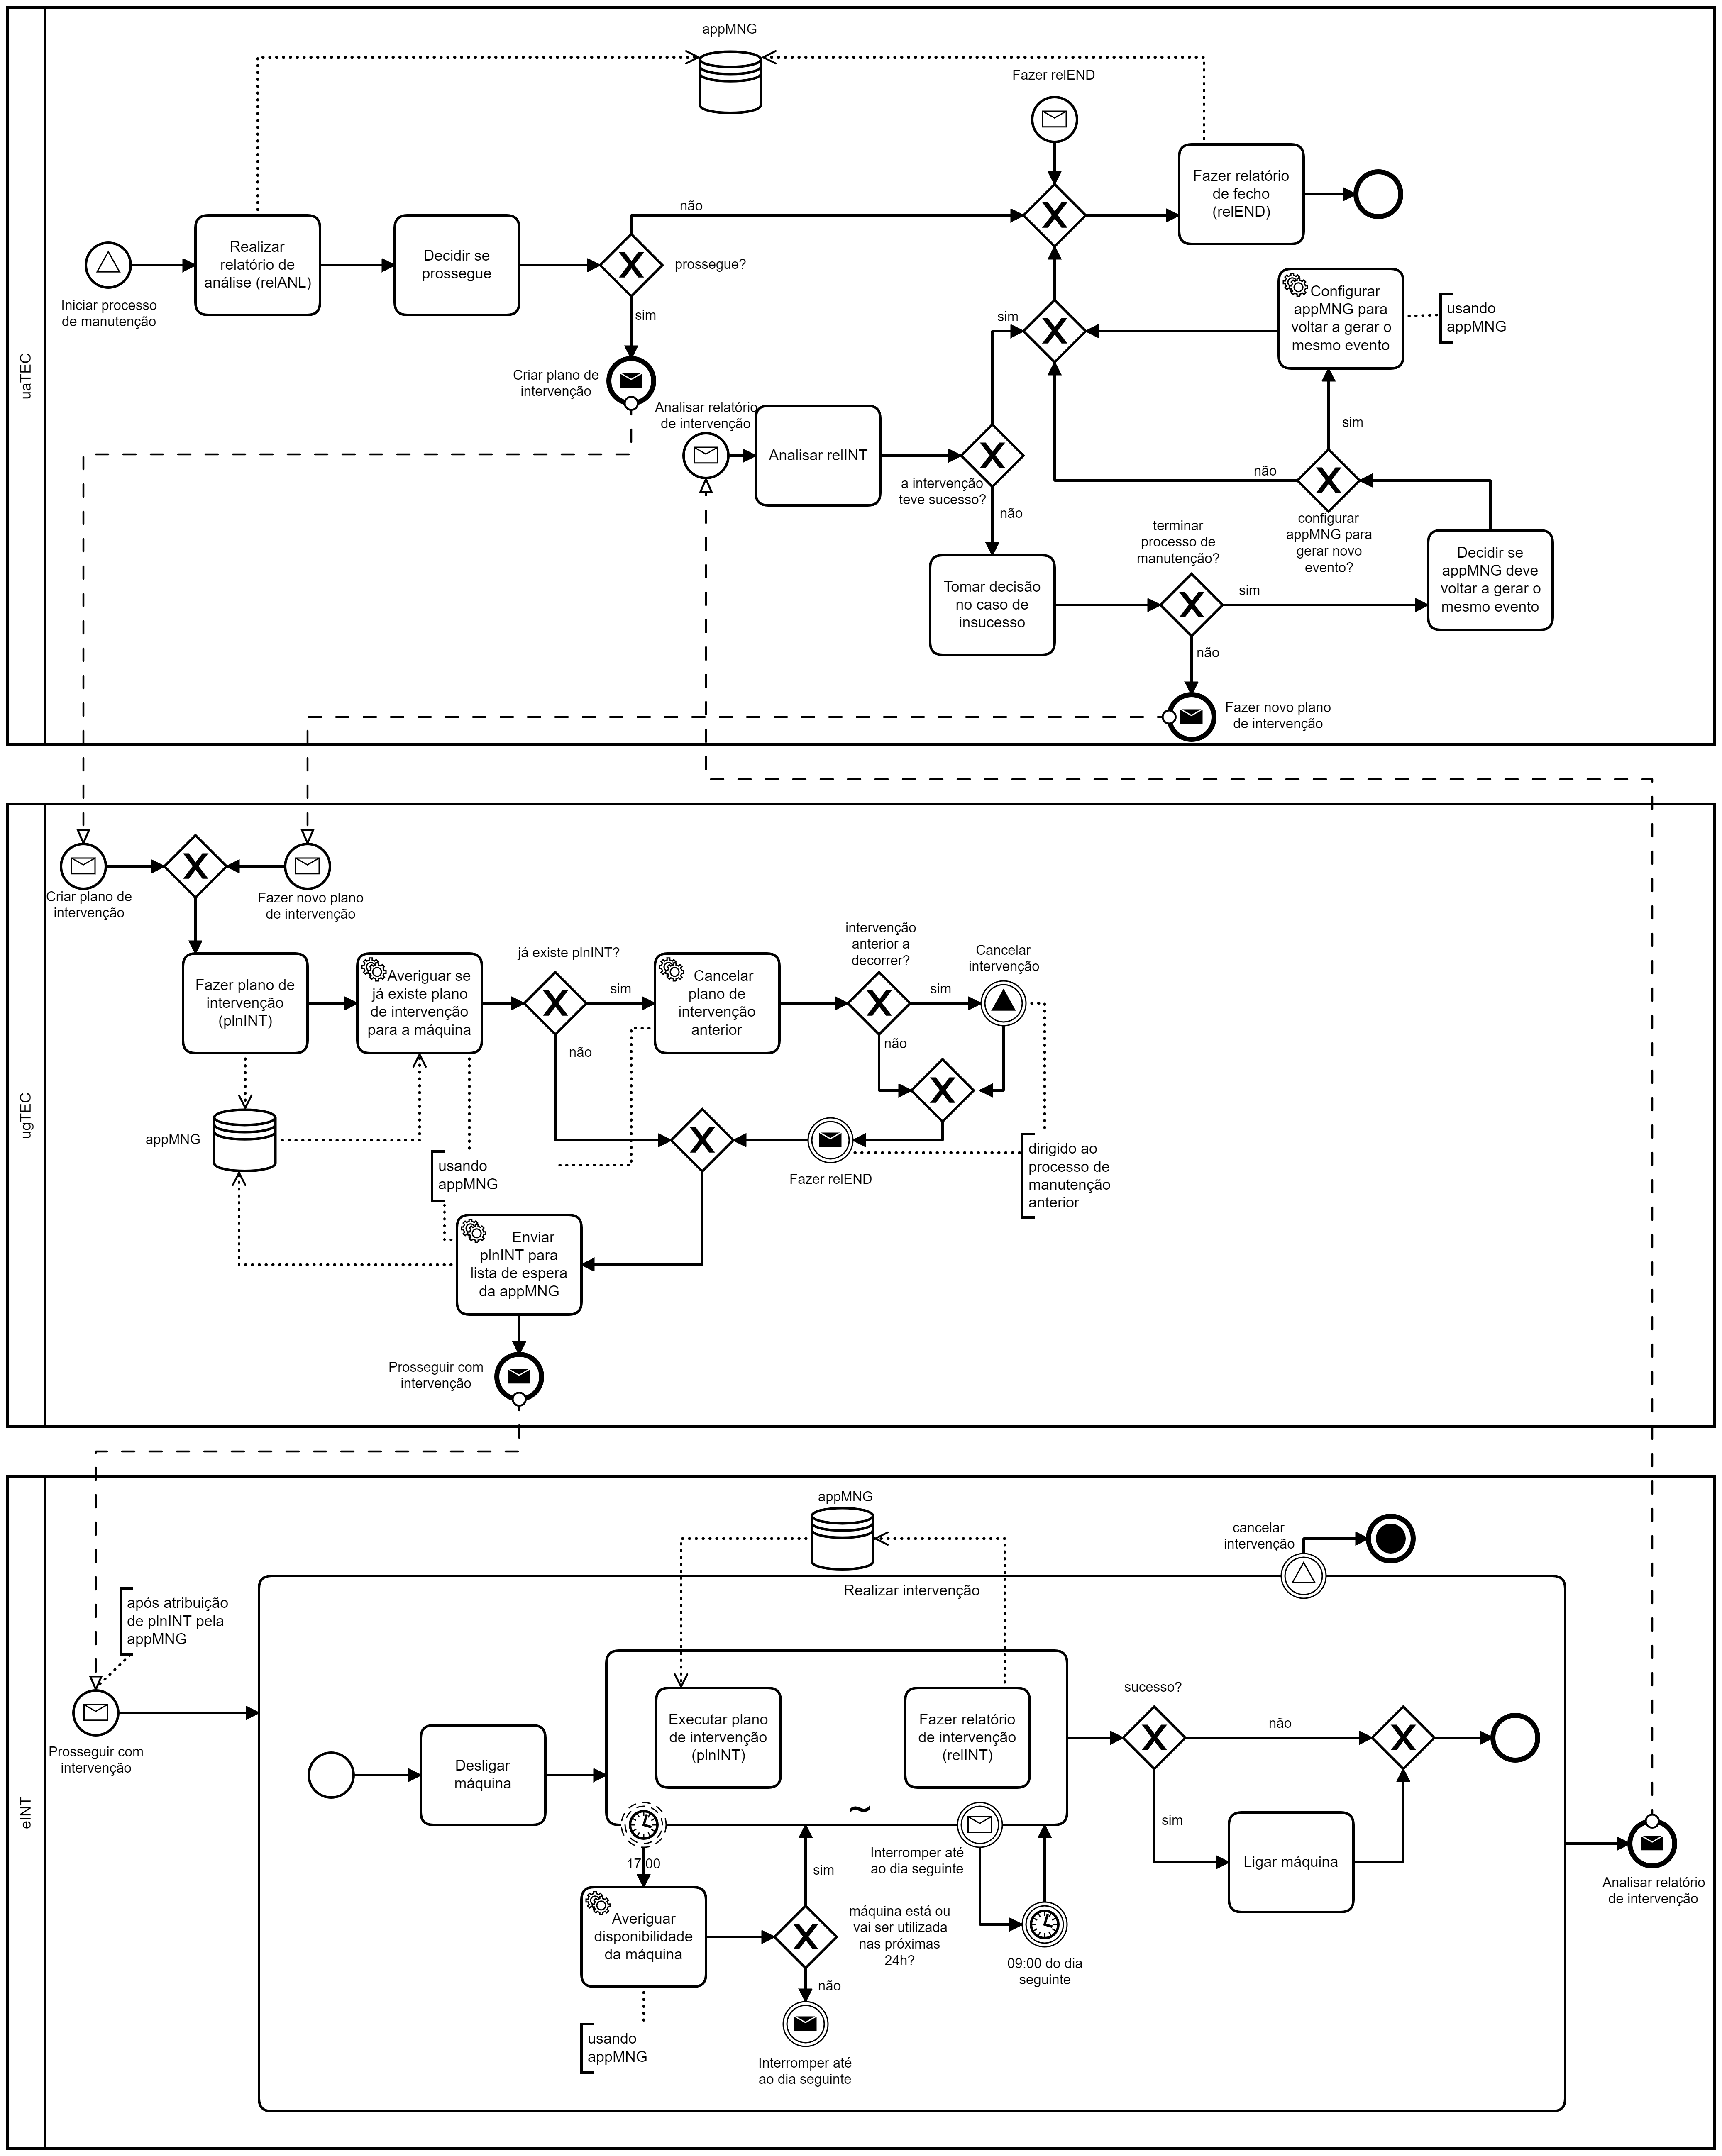 uaTEC
appMNG
Fazer relEND
Iniciar processo
de manutenção
Realizar
relatório de
análise (relANL)
Decidir se
prossegue
prossegue?
não
sim
Criar plano de
intervenção
Fazer relatório
de fecho
(relEND)
Configurar
appMNG para
voltar a gerar o
mesmo evento
usando
appMNG
sim
Analisar relatório
de intervenção
Analisar relINT
a intervenção
teve sucesso?
não
sim
não
configurar
appMNG para
gerar novo
evento?
Tomar decisão
no caso de
insucesso
terminar
processo de
manutenção?
sim
não
Decidir se
appMNG deve
voltar a gerar o
mesmo evento
Fazer novo plano
de intervenção
ugTEC
Criar plano de
intervenção
Fazer novo plano
de intervenção
Fazer plano de
intervenção
(plnINT)
Averiguar se
já existe plano
de intervenção
para a máquina
já existe plnINT?
sim
não
Cancelar
plano de
intervenção
anterior
intervenção
anterior a
decorrer?
sim
não
Cancelar
intervenção
appMNG
usando
appMNG
Fazer relEND
dirigido ao
processo de
manutenção
anterior
Enviar
plnINT para
lista de espera
da appMNG
Prosseguir com
intervenção
eINT
appMNG
cancelar
intervenção
Realizar intervenção
após atribuição
de plnINT pela
appMNG
Prosseguir com
intervenção
Desligar
máquina
Executar plano
de intervenção
(plnINT)
Fazer relatório
de intervenção
(relINT)
~
17:00
Interromper até
ao dia seguinte
sucesso?
não
sim
Ligar máquina
Averiguar
disponibilidade
da máquina
sim
máquina está ou
vai ser utilizada
nas próximas
24h?
não
09:00 do dia
seguinte
usando
appMNG
Interromper até
ao dia seguinte
Analisar relatório
de intervenção